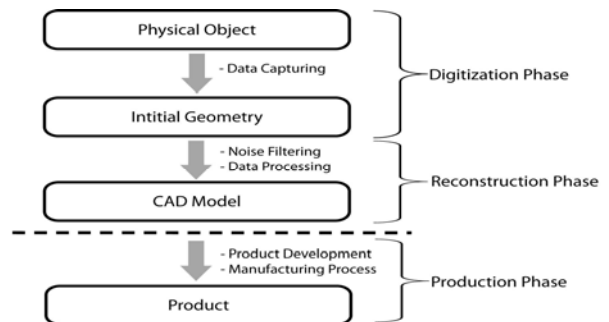 Physical Object
- Data Capturing
Digitization Phase
Intitial Geometry
- Noise Filtering
- Data Processing
Reconstruction Phase
CAD Model
- Product Development
- Manufacturing Process
Production Phase
Product